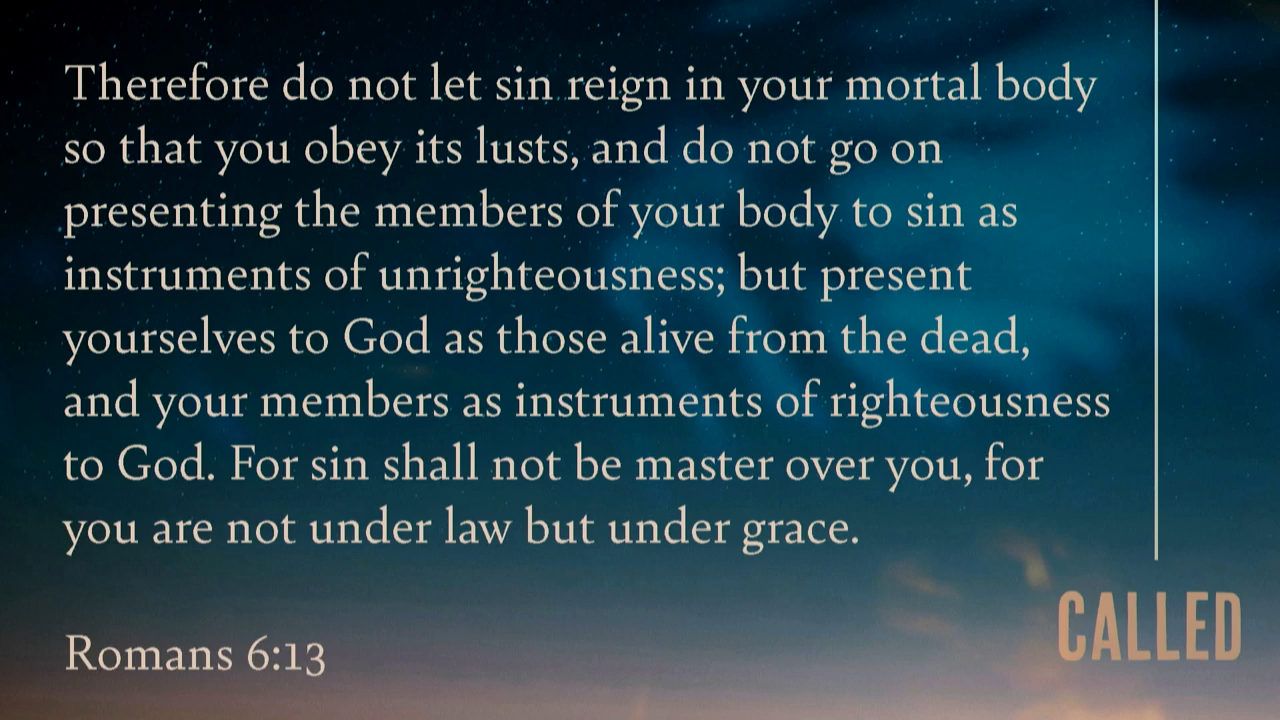 Therefore do not let sin reign in your mortal body
so that you obey its lusts, and do not go on
presenting the members of your body to sin as
instruments of unrighteousness; but present
yourselves to God as those alive from the dead,
and your members as instruments of righteousness
to God. For sin shall not be master over you, for
you are not under law but under grace.
Romans 6:13
CALLED